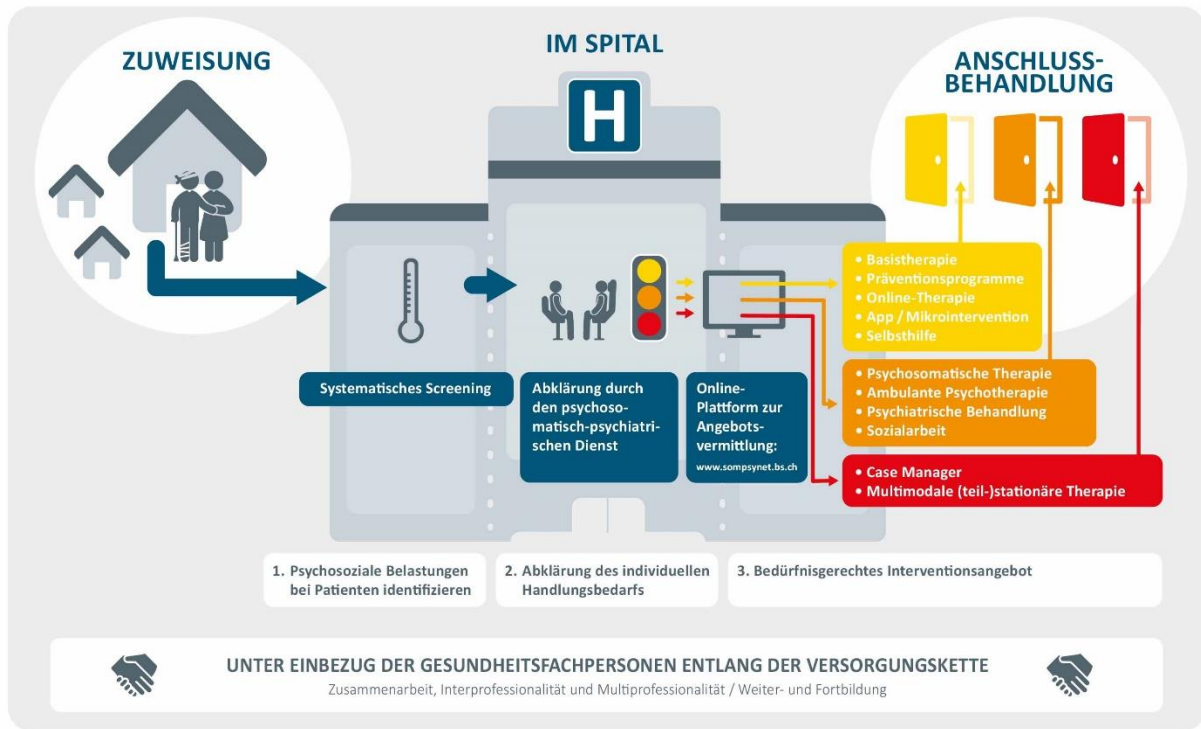 ZUWEISUNG
IM SPITAL
H
ANSCHLUSS-
BEHANDLUNG
• Basistherapie
• Präventionsprogramme
• Online-Therapie
• App / Mikrointervention
• Selbsthilfe
• Psychosomatische Therapie
• Ambulante Psychotherapie
• Psychiatrische Behandlung
• Sozialarbeit
• Case Manager
• Multimodale (teil-)stationäre Therapie
Systematisches Screening
Abklärung durch
den psychoso-
matisch-psychiatri-
schen Dienst
Online-
Plattform zur
Angebots-
vermittlung:
www.sompsynet.bs.ch
1. Psychosoziale Belastungen
bei Patienten identifizieren
2. Abklärung des individuellen
Handlungsbedarfs
3. Bedürfnisgerechtes Interventionsangebot
UNTER EINBEZUG DER GESUNDHEITSFACHPERSONEN ENTLANG DER VERSORGUNGSKETTE
Zusammenarbeit, Interprofessionalität und Multiprofessionalität / Weiter- und Fortbildung